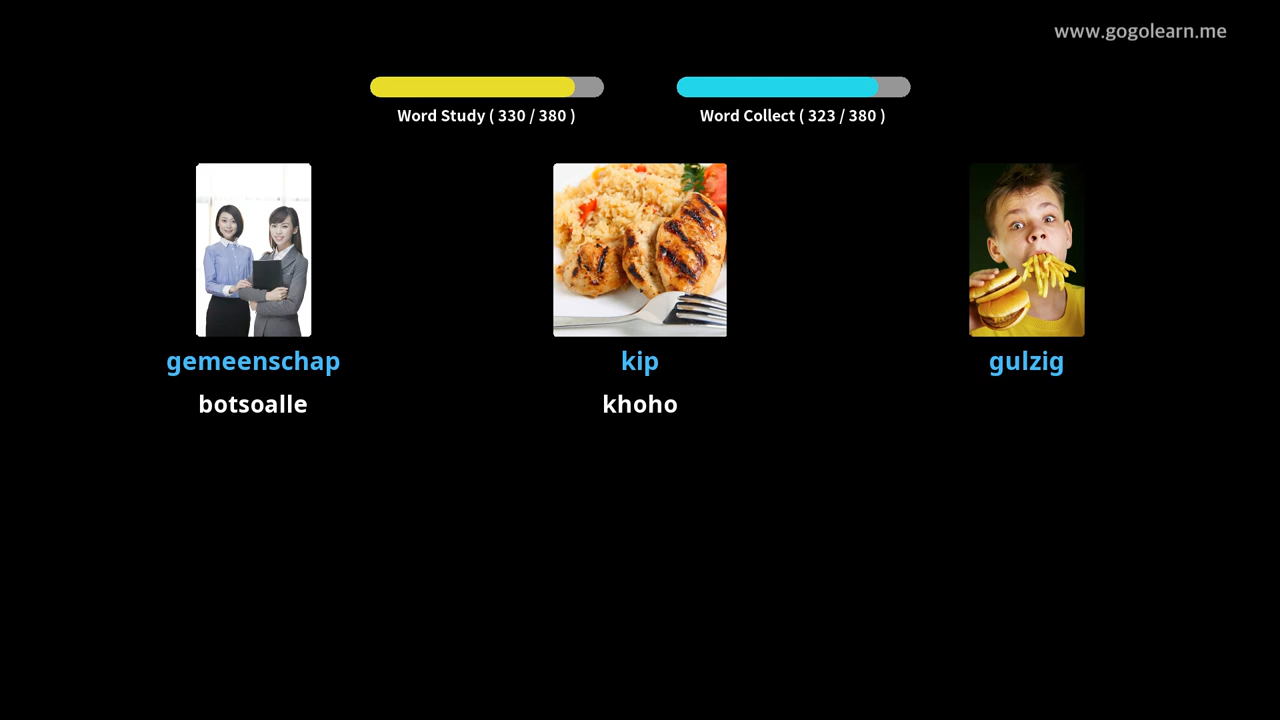 www.gogolearn.me
Word Study ( 330 / 380 )
Word Collect ( 323 / 380 )
gemeenschap
kip
gulzig
botsoalle
khoho